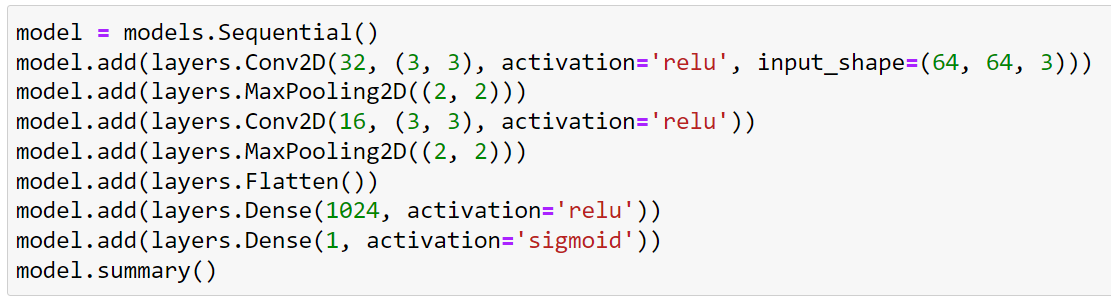 model = models.Sequential()
model.add(layers.Conv2D(32, (3, 3), activation='relu', input_shape=(64, 64, 3)))
model.add(layers.MaxPooling2D((2, 2)))
model.add(layers.Conv2D(16, (3, 3), activation='relu'))
model.add(layers.MaxPooling2D((2, 2)))
model.add(layers.Flatten())
model.add(layers.Dense(1024, activation='relu'))
model.add(layers.Dense(1, activation='sigmoid'))
model.summary()